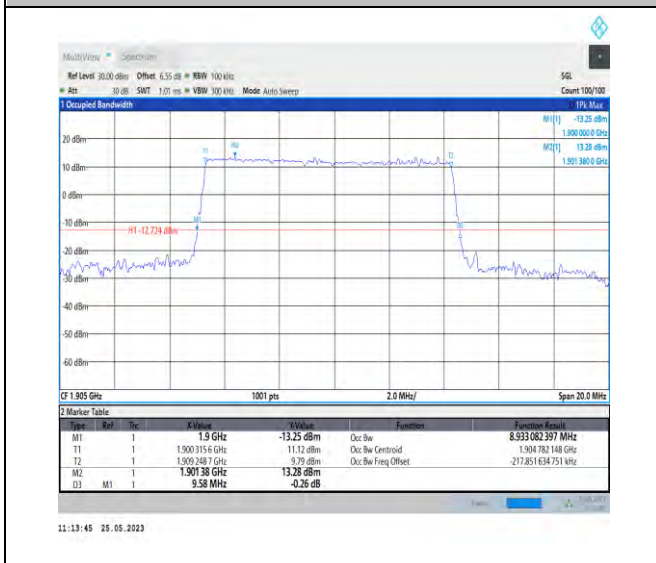 MultiView Spectrum
Ref Level 30.00 dBm Offset 6.55 dB RBW 100 kHz SGL
Att 30 dB SWT 1.01 ms VBW 300 kHz Mode Auto Sweep Count 100/100
1 Occupied Bandwidth 1Pk Max
M1[1] -13.25 dBm
1.900 000 0 GHz
M2[1] 13.28 dBm
1.901 380 0 GHz
20 dBm
T1 M2 T2
10 dBm
0 dBm
-10 dBm
M1
H1 -12.724 dBm
-20 dBm
-30 dBm
-40 dBm
-50 dBm
-60 dBm
CF 1.905 GHz 1001 pts 2.0 MHz/ Span 20.0 MHz
2 Marker Table
Type Ref Trc X-Value Y-Value Function Function Result
M1 1 1.9 GHz -13.25 dBm Occ Bw 8.933 082 397 MHz
T1 1 1.900 315 6 GHz 11.12 dBm Occ Bw Centroid 1.904 782 148 GHz
T2 1 1.909 248 7 GHz 9.79 dBm Occ Bw Freq Offset -217.851 634 751 kHz
M2 1 1.901 38 GHz 13.28 dBm
D3 M1 1 9.58 MHz -0.26 dB
11:13:45 25.05.2023